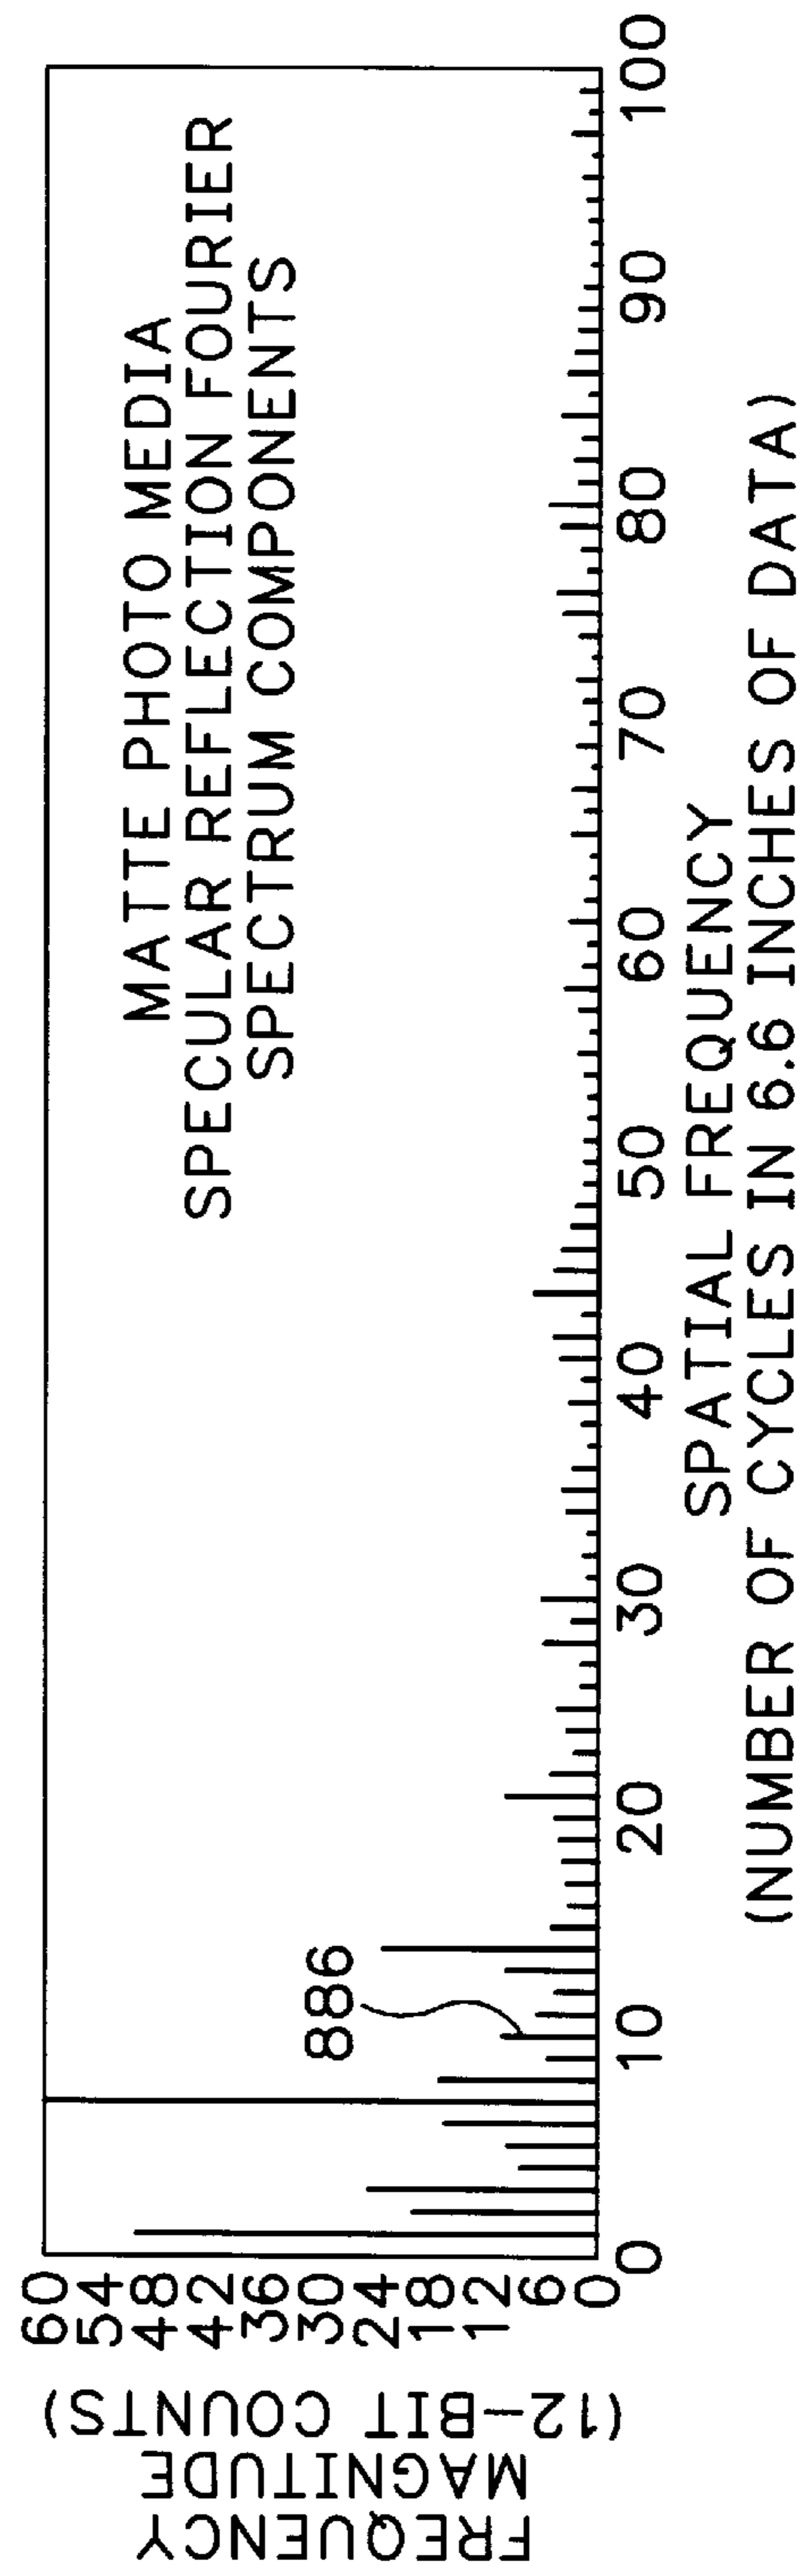 MATTE PHOTO MEDIA
SPECULAR REFLECTION FOURIER
SPECTRUM COMPONENTS
FREQUENCY
MAGNITUDE
(12-BIT COUNTS)
60
54
48
42
36
30
24
18
12
6
0
886
0 10 20 30 40 50 60 70 80 90 100
SPATIAL FREQUENCY
(NUMBER OF CYCLES IN 6.6 INCHES OF DATA)